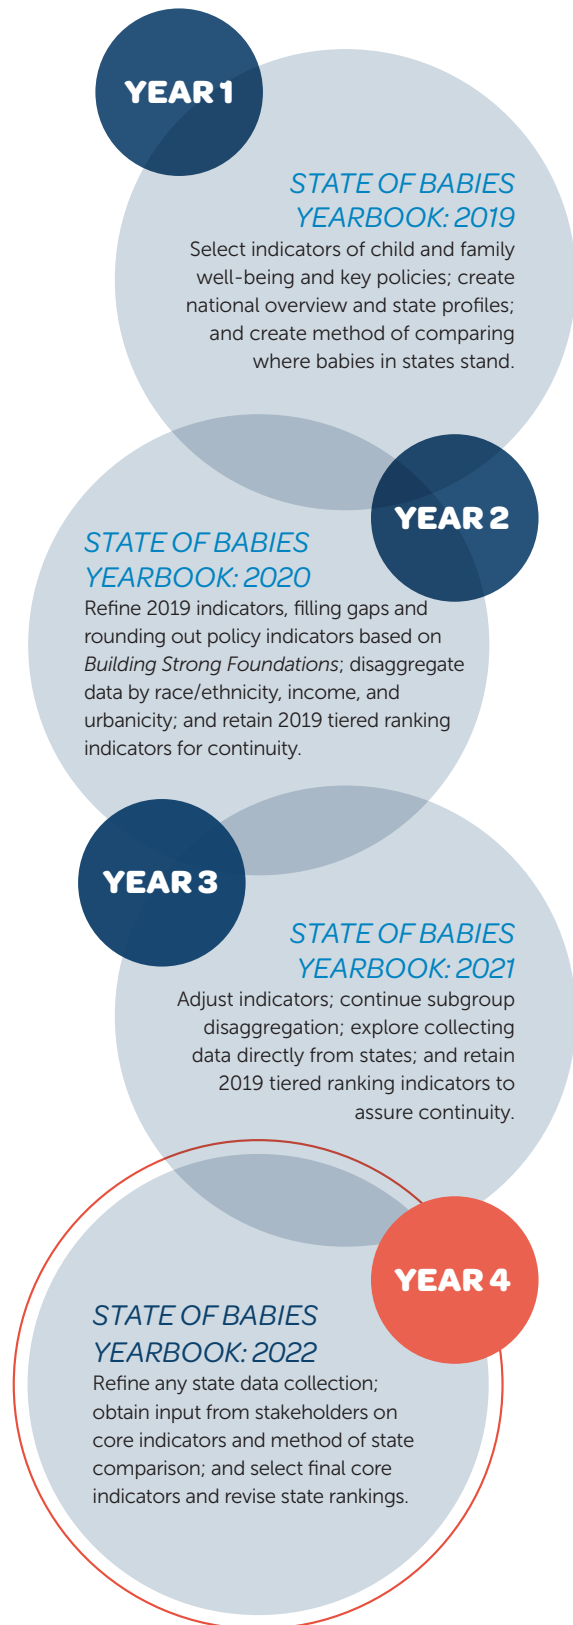 YEAR 1
STATE OF BABIES
YEARBOOK: 2019
Select indicators of child and family
well-being and key policies; create
national overview and state profiles;
and create method of comparing
where babies in states stand.
YEAR 2
STATE OF BABIES
YEARBOOK: 2020
Refine 2019 indicators, filling gaps and
rounding out policy indicators based on
Building Strong Foundations; disaggregate
data by race/ethnicity, income, and
urbanicity; and retain 2019 tiered ranking
indicators for continuity.
YEAR 3
STATE OF BABIES
YEARBOOK: 2021
Adjust indicators; continue subgroup
disaggregation; explore collecting
data directly from states; and retain
2019 tiered ranking indicators to
assure continuity.
YEAR 4
STATE OF BABIES
YEARBOOK: 2022
Refine any state data collection;
obtain input from stakeholders on
core indicators and method of state
comparison; and select final core
indicators and revise state rankings.